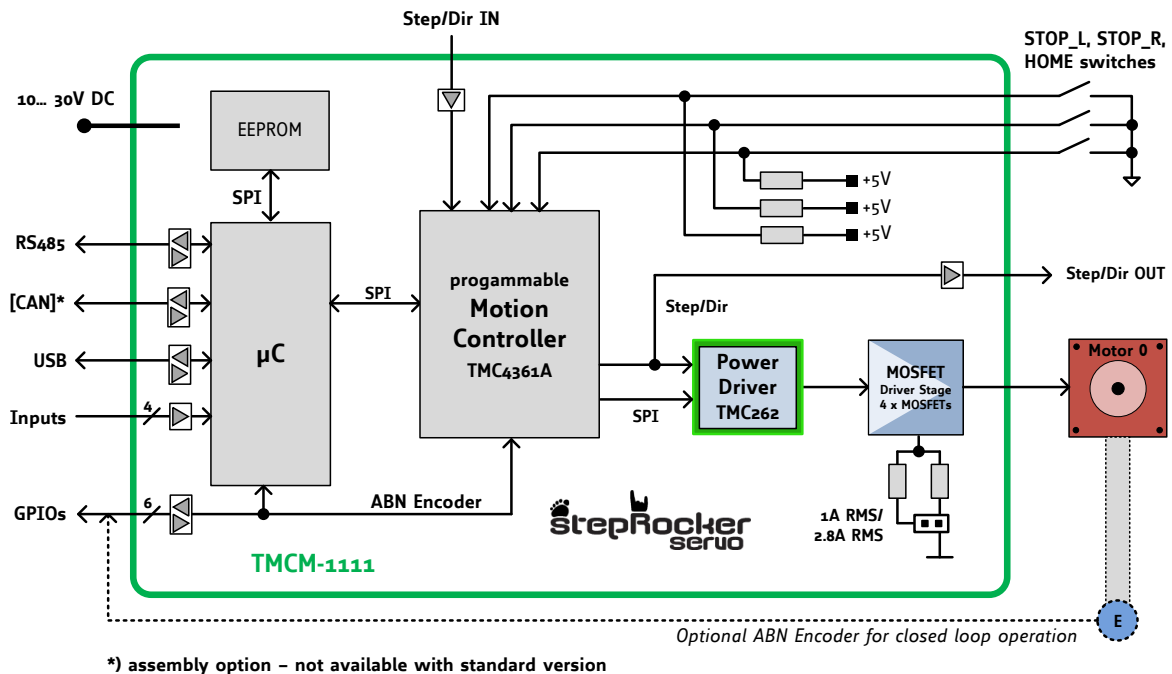 Step/Dir IN
STOP_L, STOP_R,
HOME switches
10... 30V DC
EEPROM
SPI
+5V
+5V
+5V
RS485
[CAN]*
USB
Inputs
4
GPIOs
6
µC
SPI
progammable
Motion
Controller
TMC4361A
Step/Dir
Step/Dir OUT
SPI
Power
Driver
TMC262
MOSFET
Driver Stage
4 x MOSFETs
Motor 0
ABN Encoder
StepRocker
servo
1A RMS/
2.8A RMS
TMCM-1111
E
Optional ABN Encoder for closed loop operation
*) assembly option – not available with standard version